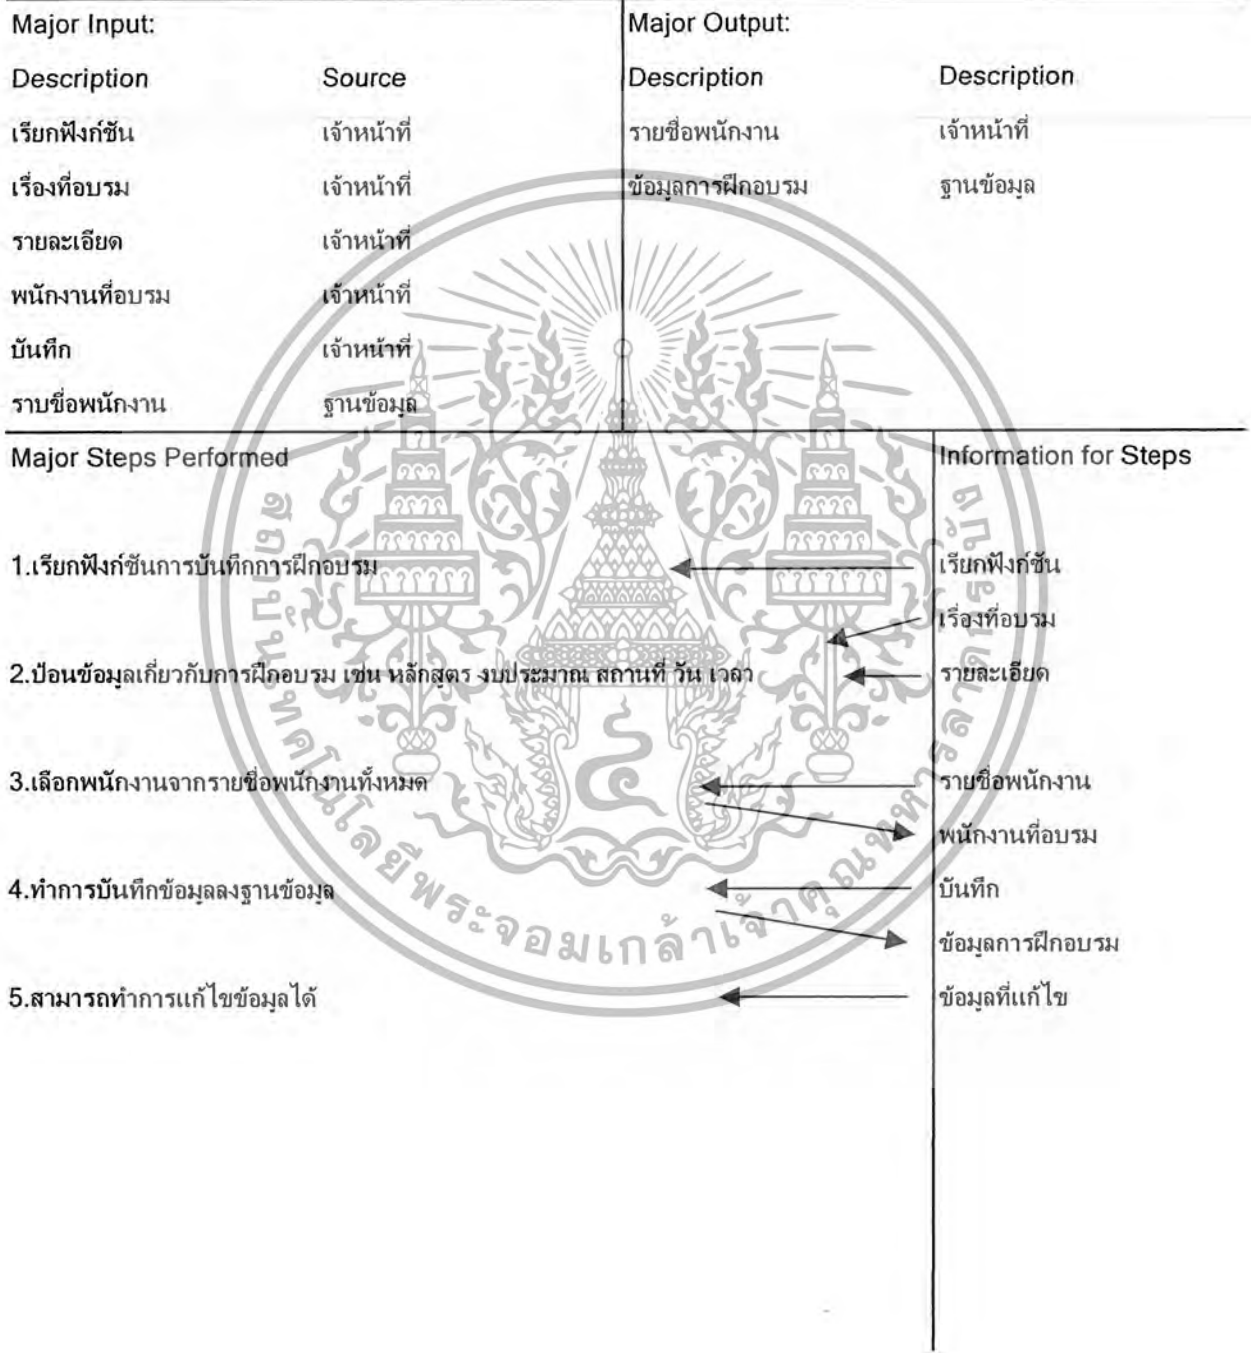 Major Input:
Major Output:
Description Source
Description Description
เรียกฟังก์ชัน เจ้าหน้าที่
รายชื่อพนักงาน เจ้าหน้าที่
เรื่องที่อบรม เจ้าหน้าที่
ข้อมูลการฝึกอบรม ฐานข้อมูล
รายละเอียด เจ้าหน้าที่
พนักงานที่อบรม เจ้าหน้าที่
บันทึก เจ้าหน้าที่
ราบชื่อพนักงาน ฐานข้อมูล
Major Steps Performed
Information for Steps
1.เรียกฟังก์ชันการบันทึกการฝึกอบรม
เรียกฟังก์ชัน
เรื่องที่อบรม
2.ป้อนข้อมูลเกี่ยวกับการฝึกอบรม เช่น หลักสูตร งบประมาณ สถานที่ วัน เวลา
รายละเอียด
3.เลือกพนักงานจากรายชื่อพนักงานทั้งหมด
รายชื่อพนักงาน
พนักงานที่อบรม
4.ทำการบันทึกข้อมูลลงฐานข้อมูล
บันทึก
ข้อมูลการฝึกอบรม
5.สามารถทำการแก้ไขข้อมูลได้
ข้อมูลที่แก้ไข
สถาบันเทคโนโลยีพระจอมเกล้าเจ้าคุณทหารลาดกระบัง